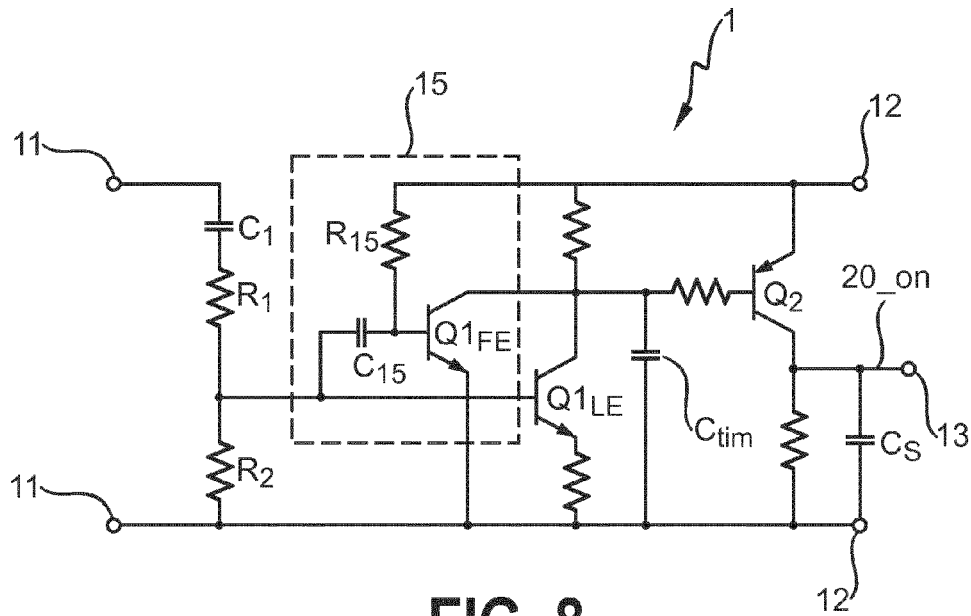 1
15
12
11
C1
R15
R1
Q2
20_on
Q1FE
C15
Q1LE
Ctim
CS
13
R2
11
12
FIG. 8